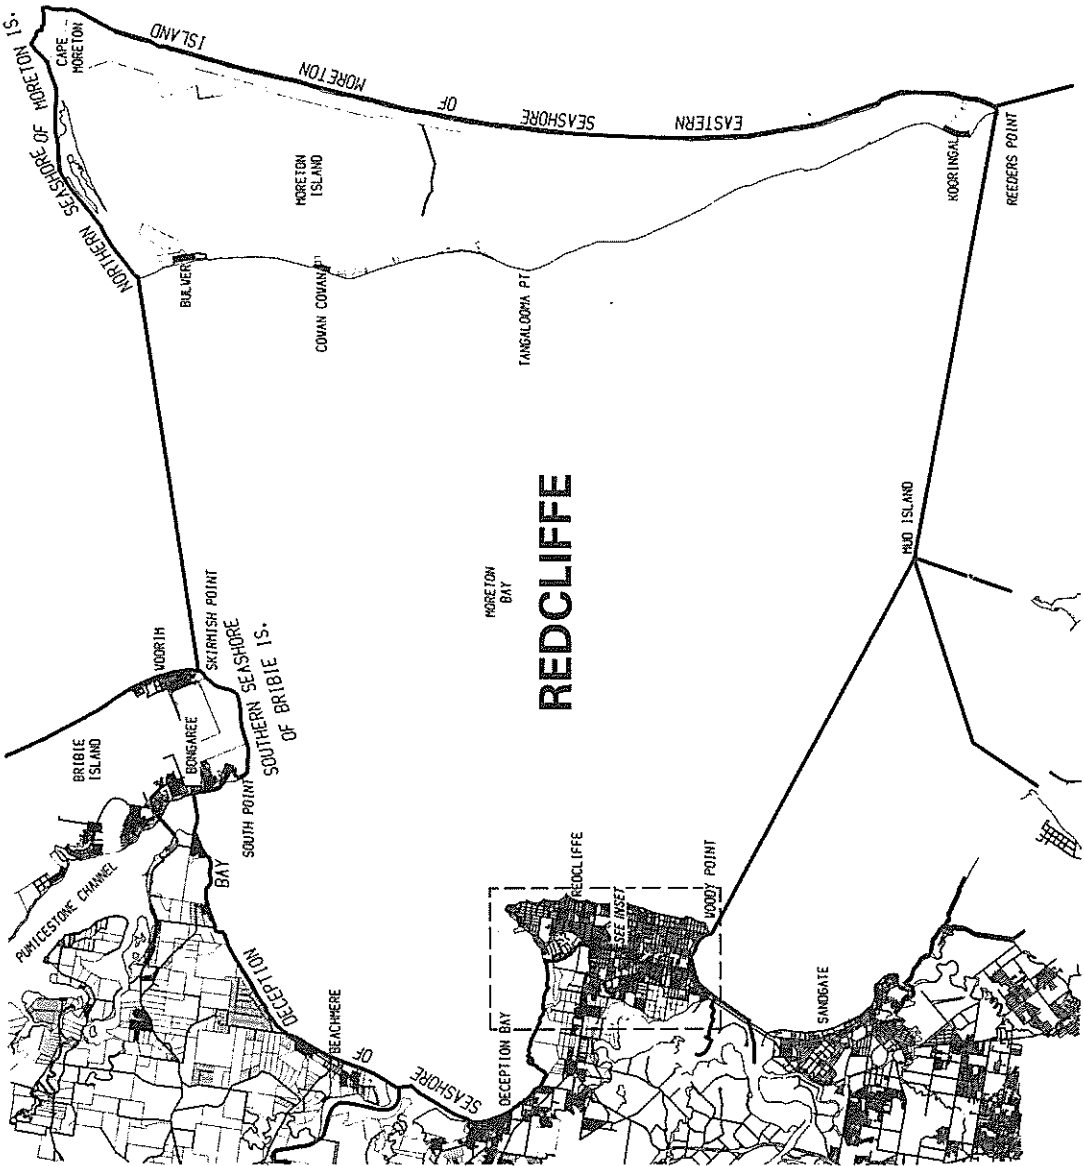 NORTHERN SEASHORE OF MORETON IS.
CAPE
MORETON
EASTERN SEASHORE OF MORETON ISLAND
MORETON
ISLAND
BULWER
COWAN COWAN
TANGALOOMA PT
KOORINGAL
REEDERS POINT
MUD ISLAND
MORETON
BAY
REDCLIFFE
WOORIM
SKIRMISH POINT
SOUTHERN SEASHORE
OF BRIBIE IS.
BRIBIE
ISLAND
BONGAREE
SOUTH POINT
PUMICESTONE CHANNEL
SEASHORE OF DECEPTION BAY
BEACHMERE
DECEPTION BAY
REDCLIFFE
SEE INSET
WOODY POINT
SANDGATE